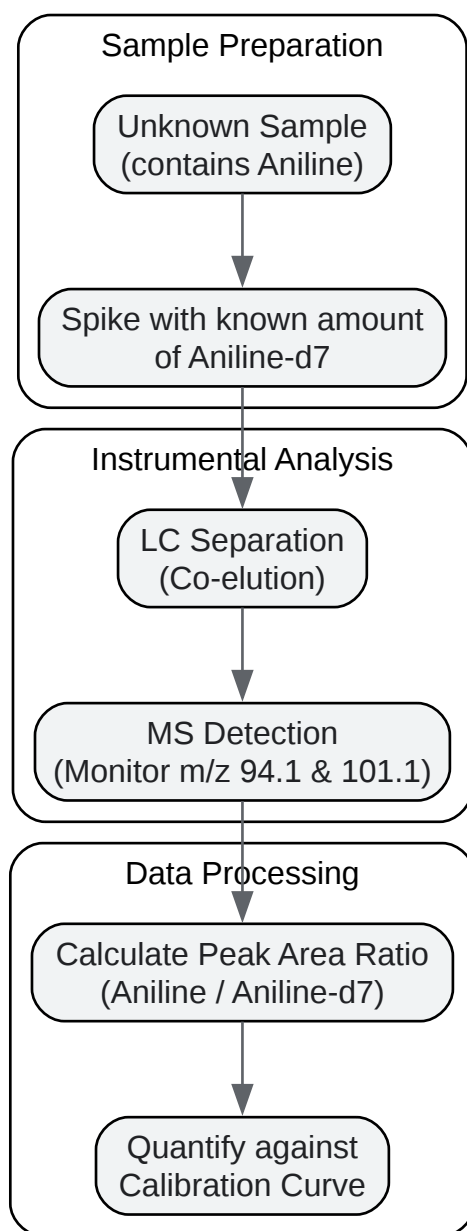 Sample Preparation
Unknown Sample
(contains Aniline)
Spike with known amount
of Aniline-d7
Instrumental Analysis
LC Separation
(Co-elution)
MS Detection
(Monitor m/z 94.1 & 101.1)
Data Processing
Calculate Peak Area Ratio
(Aniline / Aniline-d7)
Quantify against
Calibration Curve